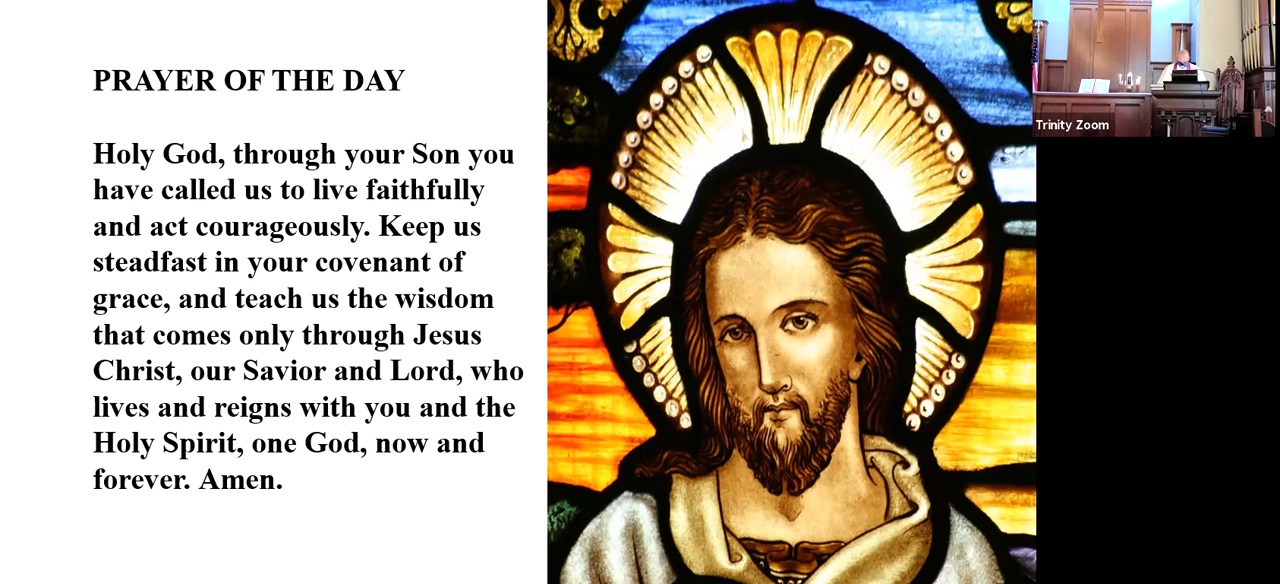 PRAYER OF THE DAY
Holy God, through your Son you
have called us to live faithfully
and act courageously. Keep us
steadfast in your covenant of
grace, and teach us the wisdom
that comes only through Jesus
Christ, our Savior and Lord, who
lives and reigns with you and the
Holy Spirit, one God, now and
forever. Amen.
Trinity Zoom